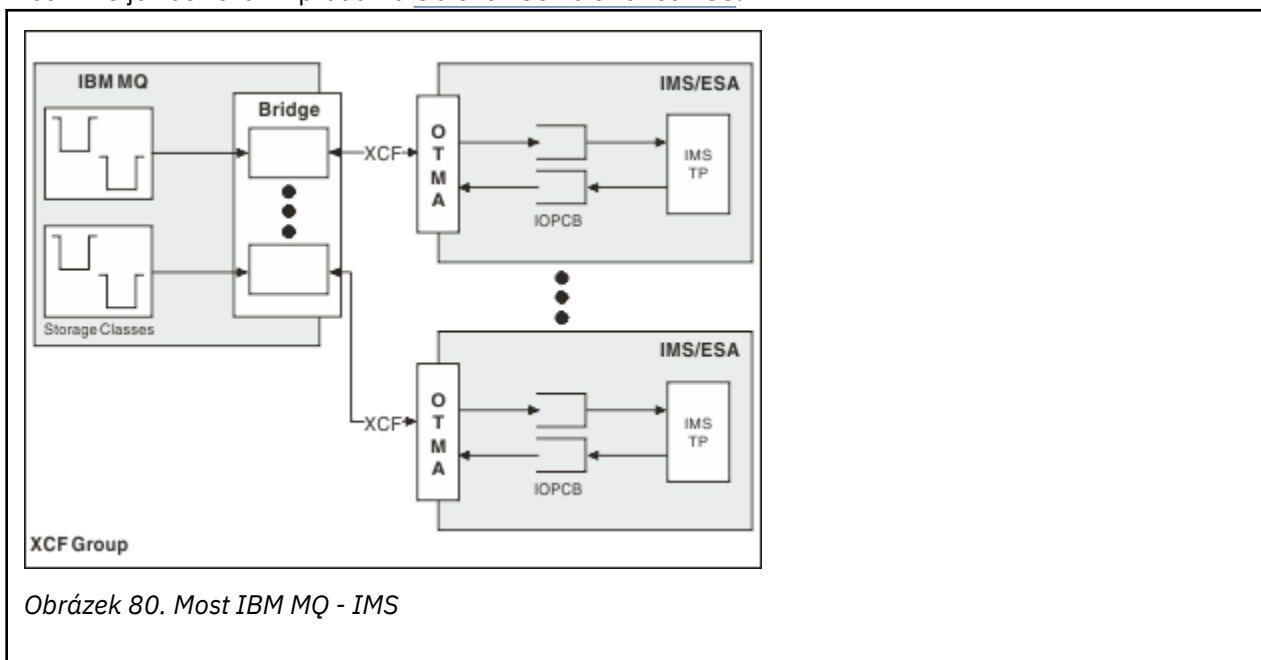 IBM MQ
Bridge
Storage Classes
XCF
IMS/ESA
O
T
M
A
IMS
TP
IOPCB
XCF
IMS/ESA
O
T
M
A
IMS
TP
IOPCB
XCF Group
Obrázek 80. Most IBM MQ - IMS